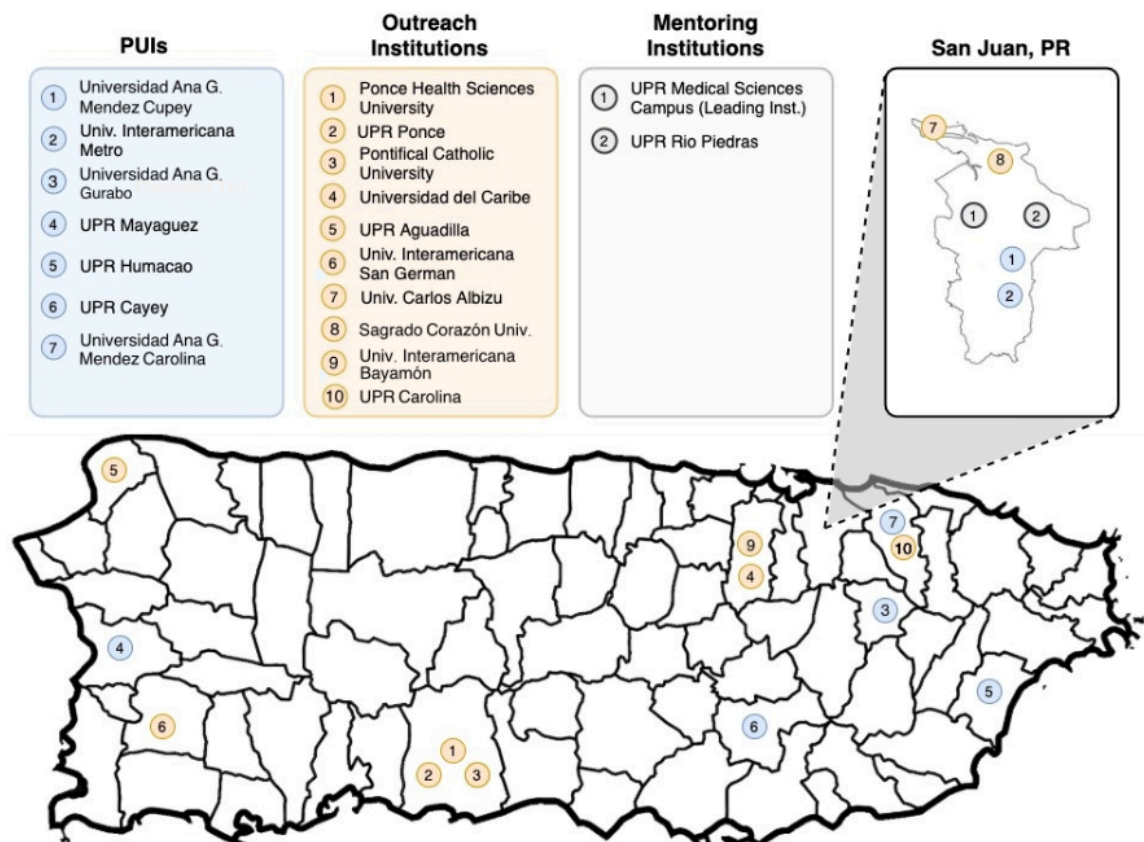 PUIs
1 Universidad Ana G.
Mendez Cupey
2 Univ. Interamericana
Metro
3 Universidad Ana G.
Gurabo
4 UPR Mayaguez
5 UPR Humacao
6 UPR Cayey
7 Universidad Ana G.
Mendez Carolina
Outreach
Institutions
1 Ponce Health Sciences
University
2 UPR Ponce
3 Pontifical Catholic
University
4 Universidad del Caribe
5 UPR Aguadilla
6 Univ. Interamericana
San German
7 Univ. Carlos Albizu
8 Sagrado Corazón Univ.
9 Univ. Interamericana
Bayamón
10 UPR Carolina
Mentoring
Institutions
1 UPR Medical Sciences
Campus (Leading Inst.)
2 UPR Rio Piedras
San Juan, PR
7
8
1 2
1
2
5
7
9
10
4
3
4
5
6
6
1
2 3